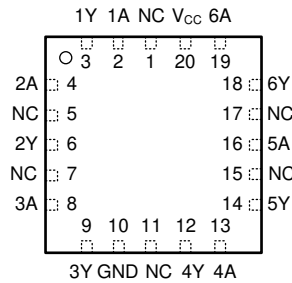 1Y 1A NC VCC 6A
3 2 1 20 19
2A 4 18 6Y
NC 5 17 NC
2Y 6 16 5A
NC 7 15 NC
3A 8 14 5Y
9 10 11 12 13
3Y GND NC 4Y 4A